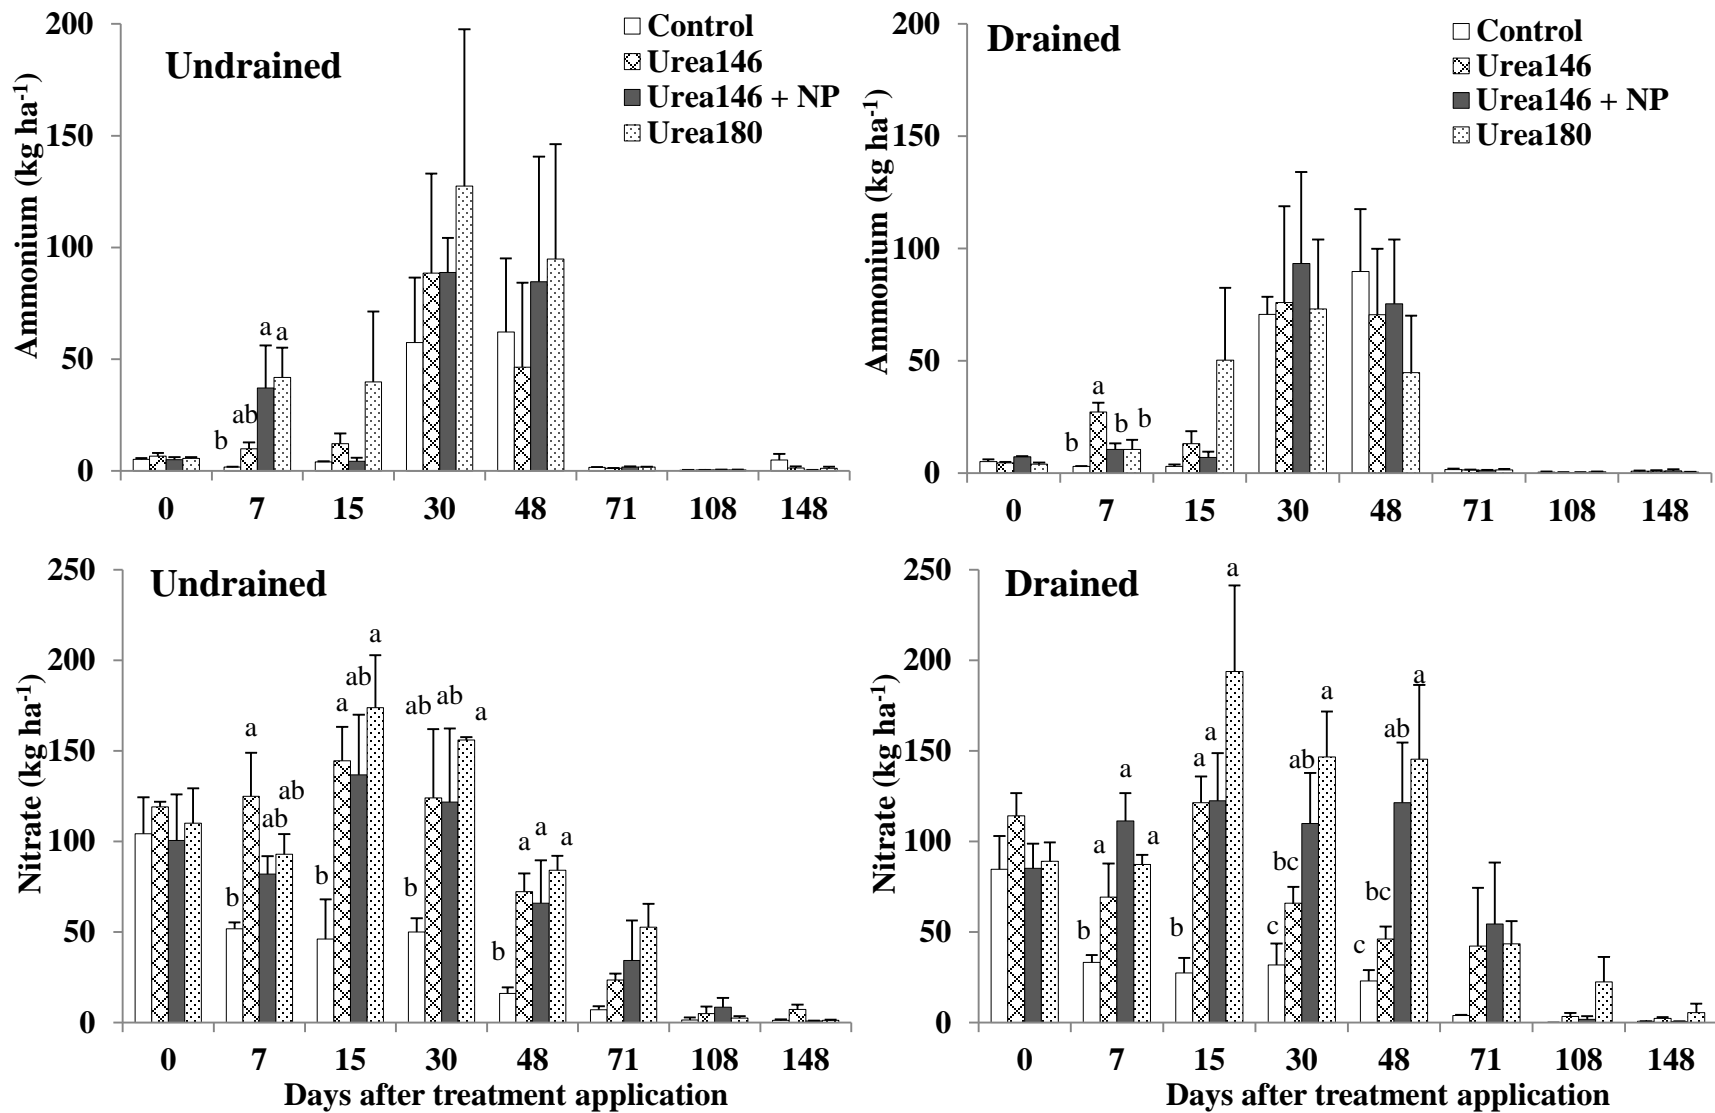 Undrained
Control
Urea146
Urea146 + NP
Urea180
Ammonium (kg ha-1)
200
150
100
50
0
b
ab
a
a
0 7 15 30 48 71 108 148
Drained
Control
Urea146
Urea146 + NP
Urea180
Ammonium (kg ha-1)
200
150
100
50
0
b
a
b
b
0 7 15 30 48 71 108 148
Undrained
Nitrate (kg ha-1)
250
200
150
100
50
0
b a ab ab
b a ab a
b ab ab a
b a a a
0 7 15 30 48 71 108 148
Days after treatment application
Drained
Nitrate (kg ha-1)
250
200
150
100
50
0
b a a a
b a a a
c bc ab a
c bc ab a
0 7 15 30 48 71 108 148
Days after treatment application